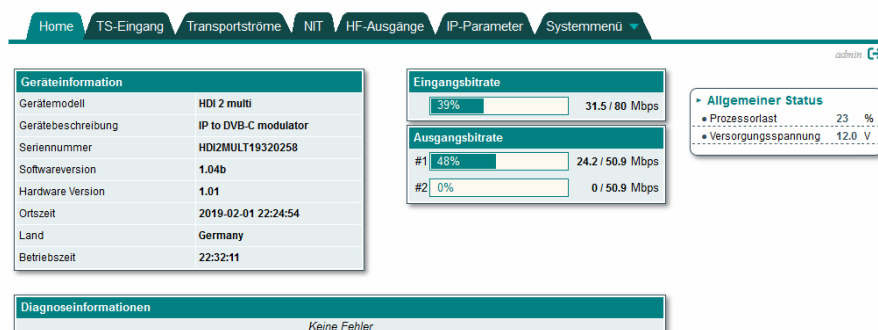 Home TS-Eingang Transportströme NIT HF-Ausgänge IP-Parameter Systemmenü
admin
Geräteinformation
Gerätemodell HDI 2 multi
Gerätebeschreibung IP to DVB-C modulator
Seriennummer HDI2MULT19320258
Softwareversion 1.04b
Hardware Version 1.01
Ortszeit 2019-02-01 22:24:54
Land Germany
Betriebszeit 22:32:11
Eingangsbitrate
39% 31.5 / 80 Mbps
Ausgangsbitrate
#1 48% 24.2 / 50.9 Mbps
#2 0% 0 / 50.9 Mbps
Allgemeiner Status
Prozessorlast 23 %
Versorgungsspannung 12.0 V
Diagnoseinformationen
Keine Fehler